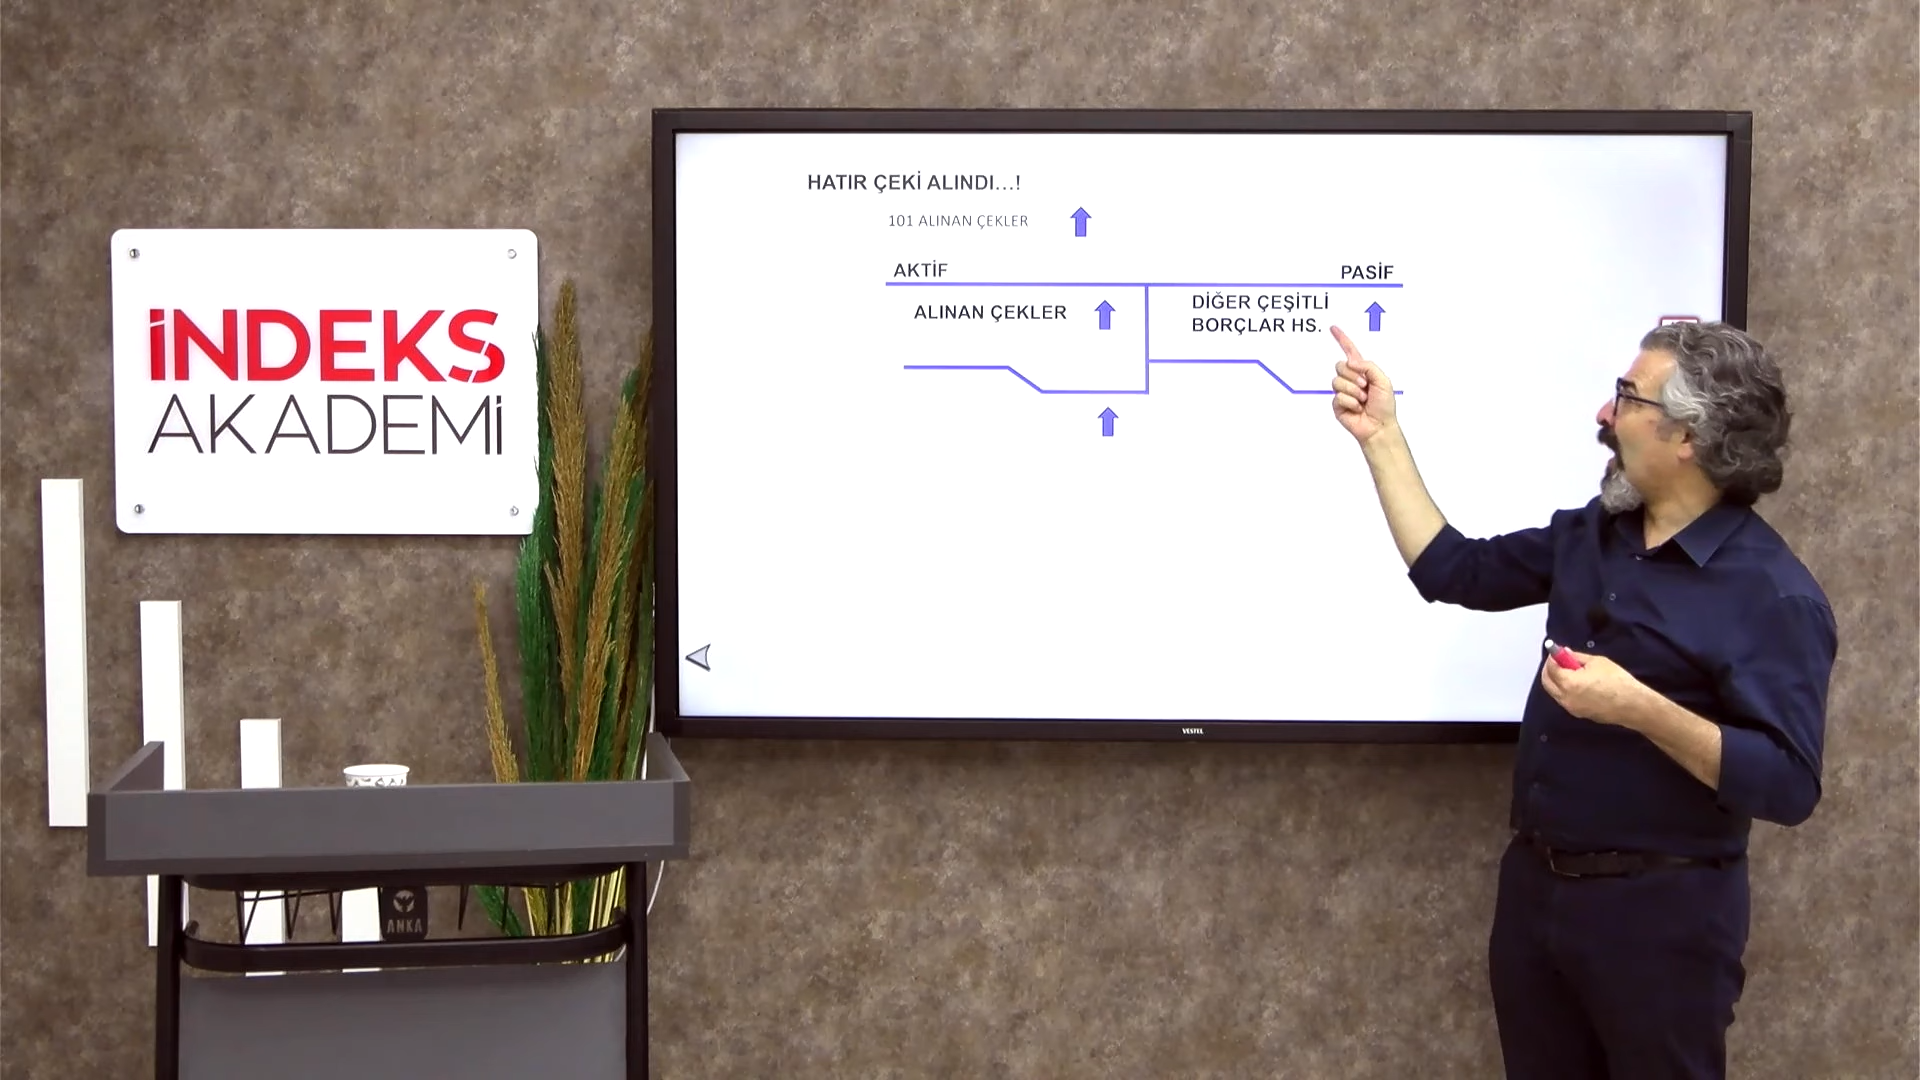 İNDEKS
AKADEMİ
HATIR ÇEKİ ALINDI...!
101 ALINAN ÇEKLER
AKTİF
PASİF
ALINAN ÇEKLER
DİĞER ÇEŞİTLİ
BORÇLAR HS.
VESTEL
ANKA